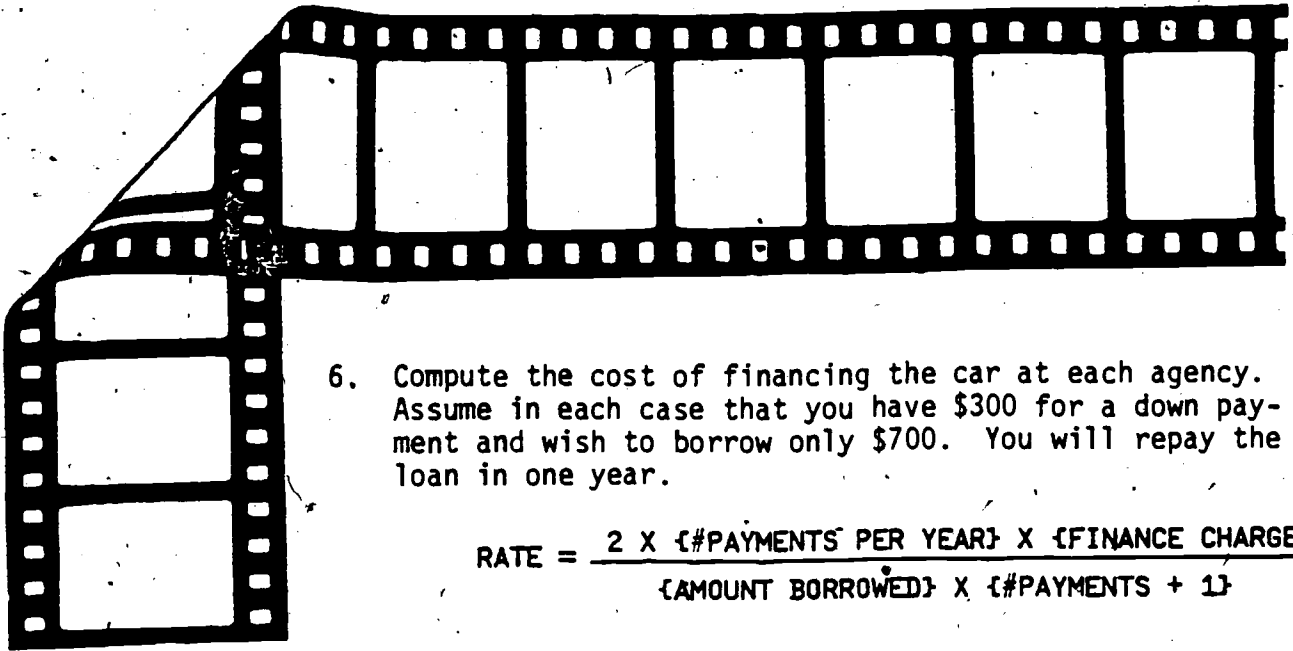 6. Compute the cost of financing the car at each agency.
Assume in each case that you have $300 for a down pay-
ment and wish to borrow only $700. You will repay the
loan in one year.
RATE = 2 X {#PAYMENTS PER YEAR} X {FINANCE CHARGE
{AMOUNT BORROWED} X {#PAYMENTS + 1}